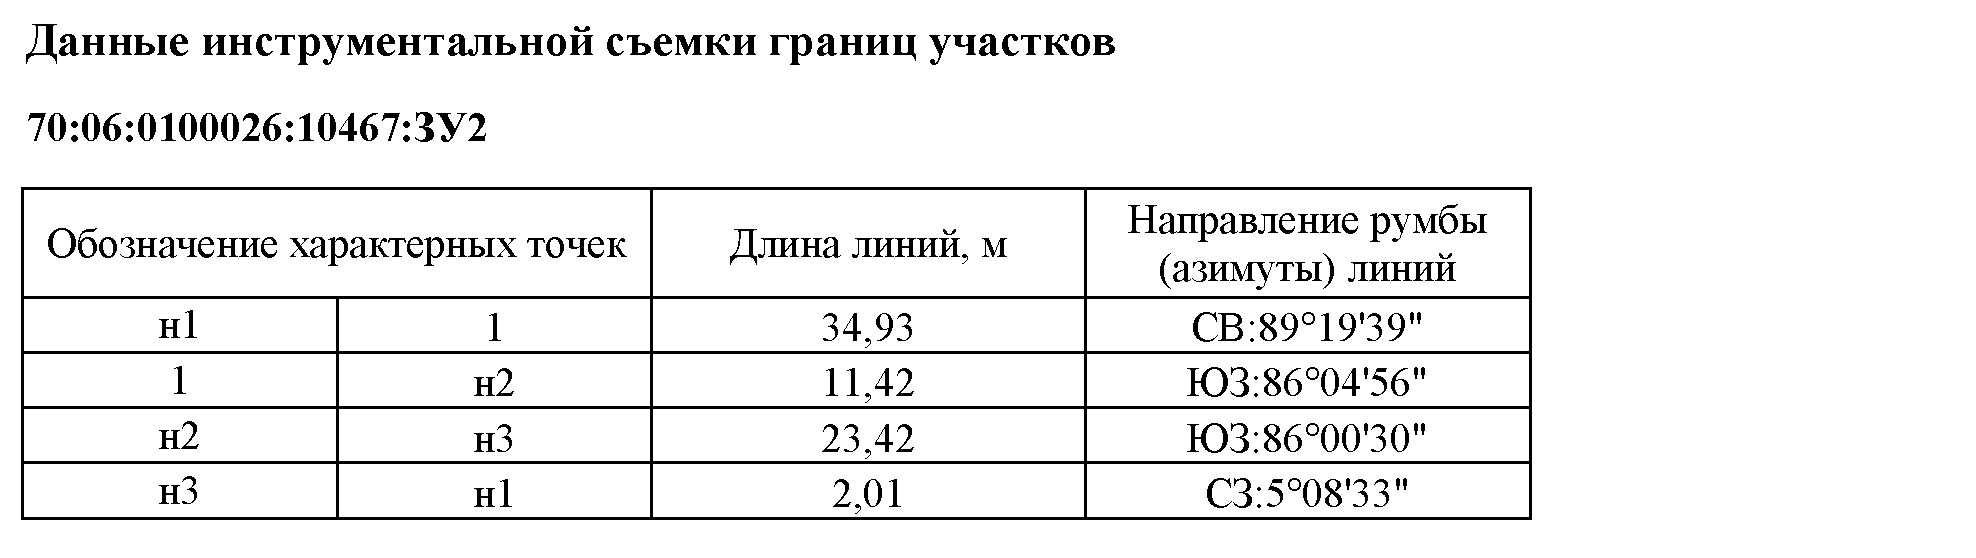 Данные инструментальной съемки границ участков
70:06:0100026:10467:ЗУ2
Обозначение характерных точек Длина линий, м Направление румбы
(азимуты) линий
н1 1 34,93 СВ:89°19'39"
1 н2 11,42 ЮЗ:86°04'56"
н2 н3 23,42 ЮЗ:86°00'30"
н3 н1 2,01 СЗ:5°08'33"